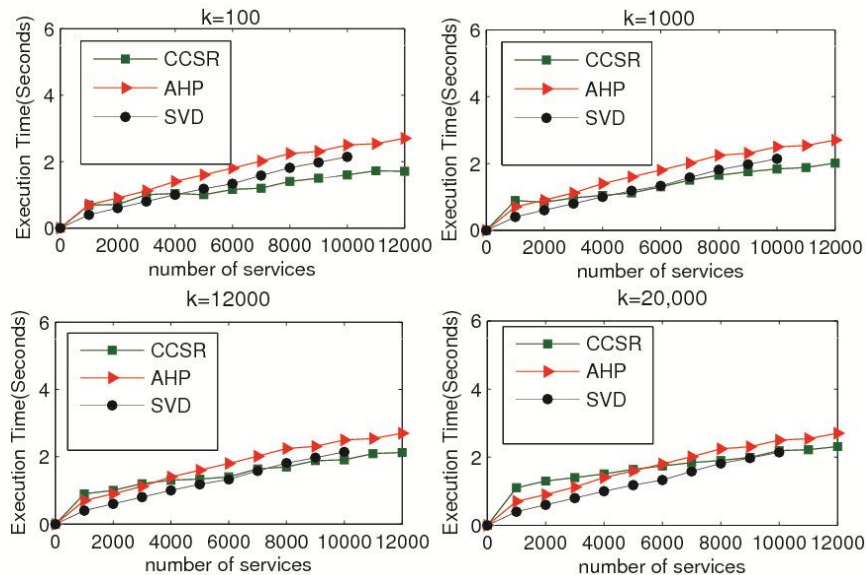 k=100
6
4
2
0
Execution Time(Seconds)
CCSR
AHP
SVD
0 2000 4000 6000 8000 10000 12000
number of services
k=1000
6
4
2
0
Execution Time(Seconds)
CCSR
AHP
SVD
0 2000 4000 6000 8000 10000 12000
number of services
k=12000
6
4
2
0
Execution Time(Seconds)
CCSR
AHP
SVD
0 2000 4000 6000 8000 10000 12000
number of services
k=20,000
6
4
2
0
Execution Time(Seconds)
CCSR
AHP
SVD
0 2000 4000 6000 8000 10000 12000
number of services